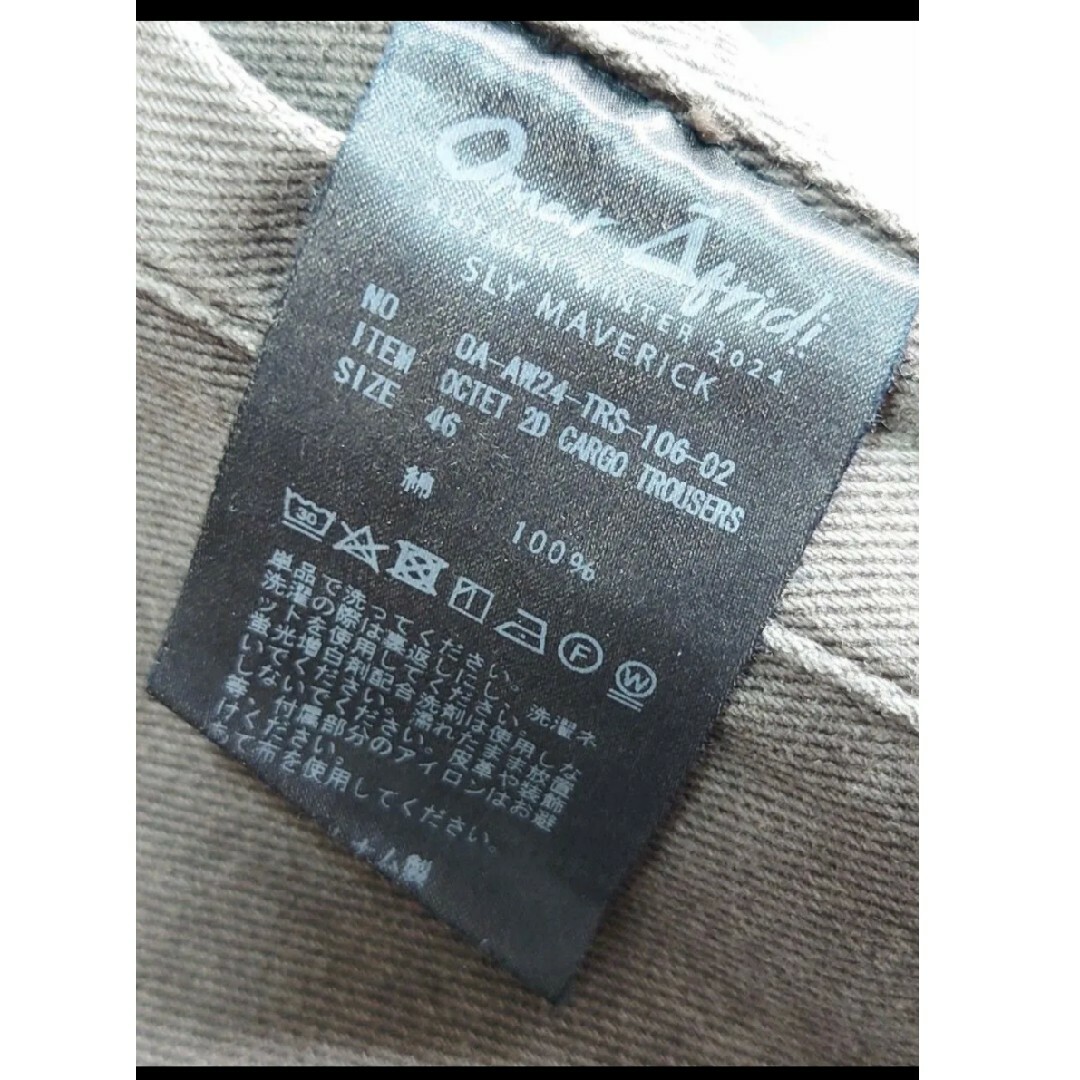 Omar Afridi
AUTUMN WINTER 2024
SLY MAVERICK
NO OA-AW24-TRS-106-02
ITEM OCTET 2D CARGO TROUSERS
SIZE 46
綿 100%
30 F W
単品で洗ってください。洗濯ネ
洗濯の際は裏返しにし、
ットを使用してください。
蛍光増白剤配合洗剤は使用しな
いでください。濡れたまま放置
しないでください。皮革や装飾
等、付属部分のアイロンはお避
けください。
あて布を使用してください。
ナム製